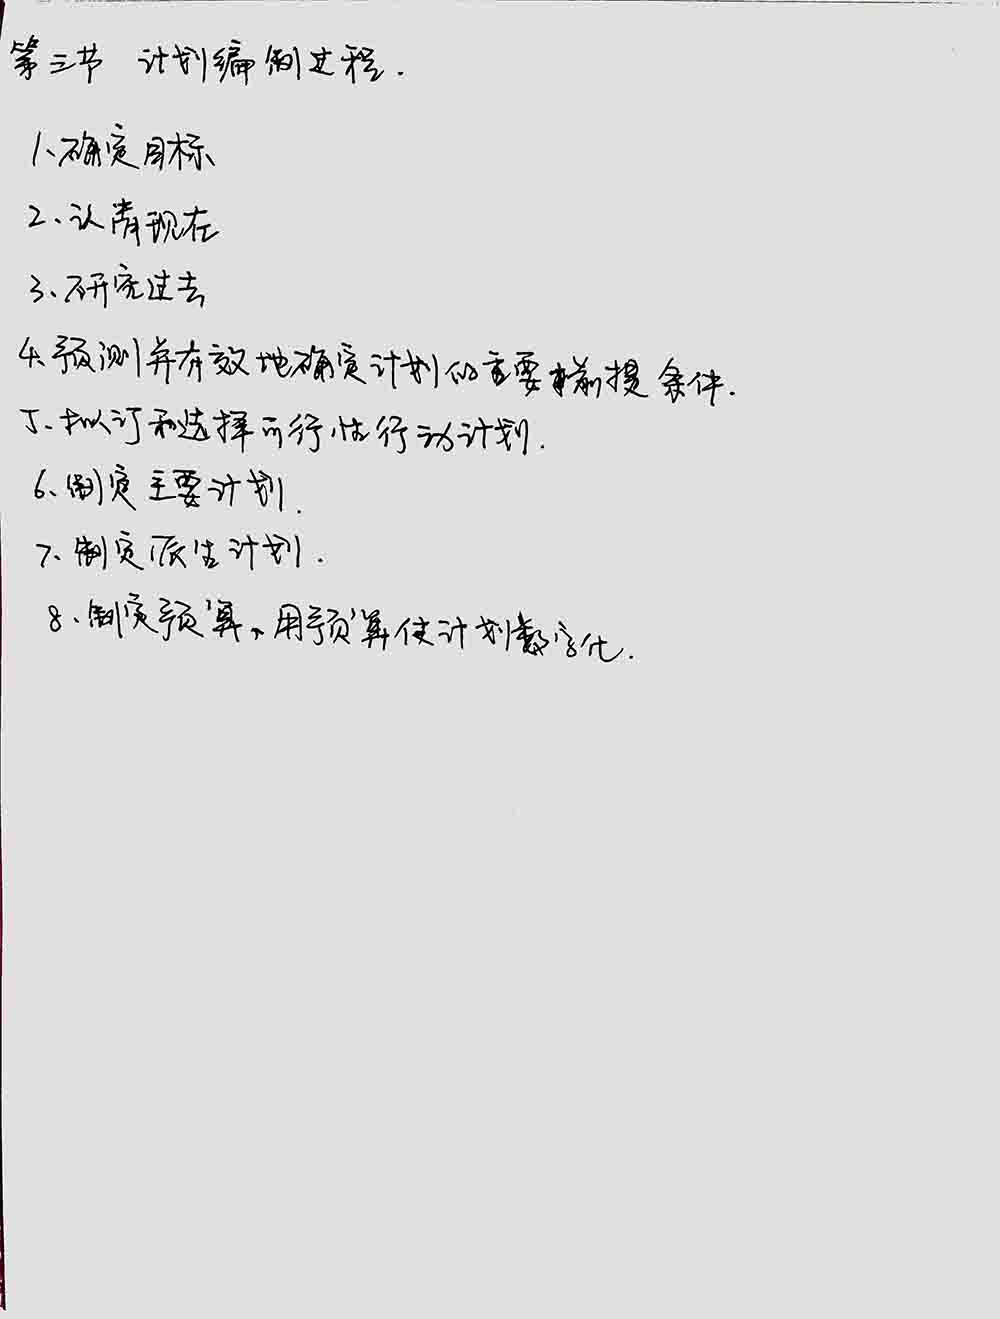 第三节 计划编制过程.
1、确定目标
2、认清现在
3、研究过去
4、预测并有效地确定计划的重要前提条件.
5、拟订和选择可行性行动计划.
6、制定主要计划.
7、制定派生计划.
8、制定预算、用预算使计划数字化.